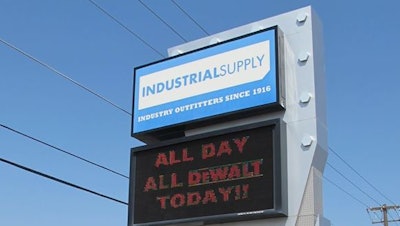 INDUSTRIALSUPPLY
INDUSTRY OUTFITTERS SINCE 1916
ALL DAY
ALL DEWALT
TODAY!!